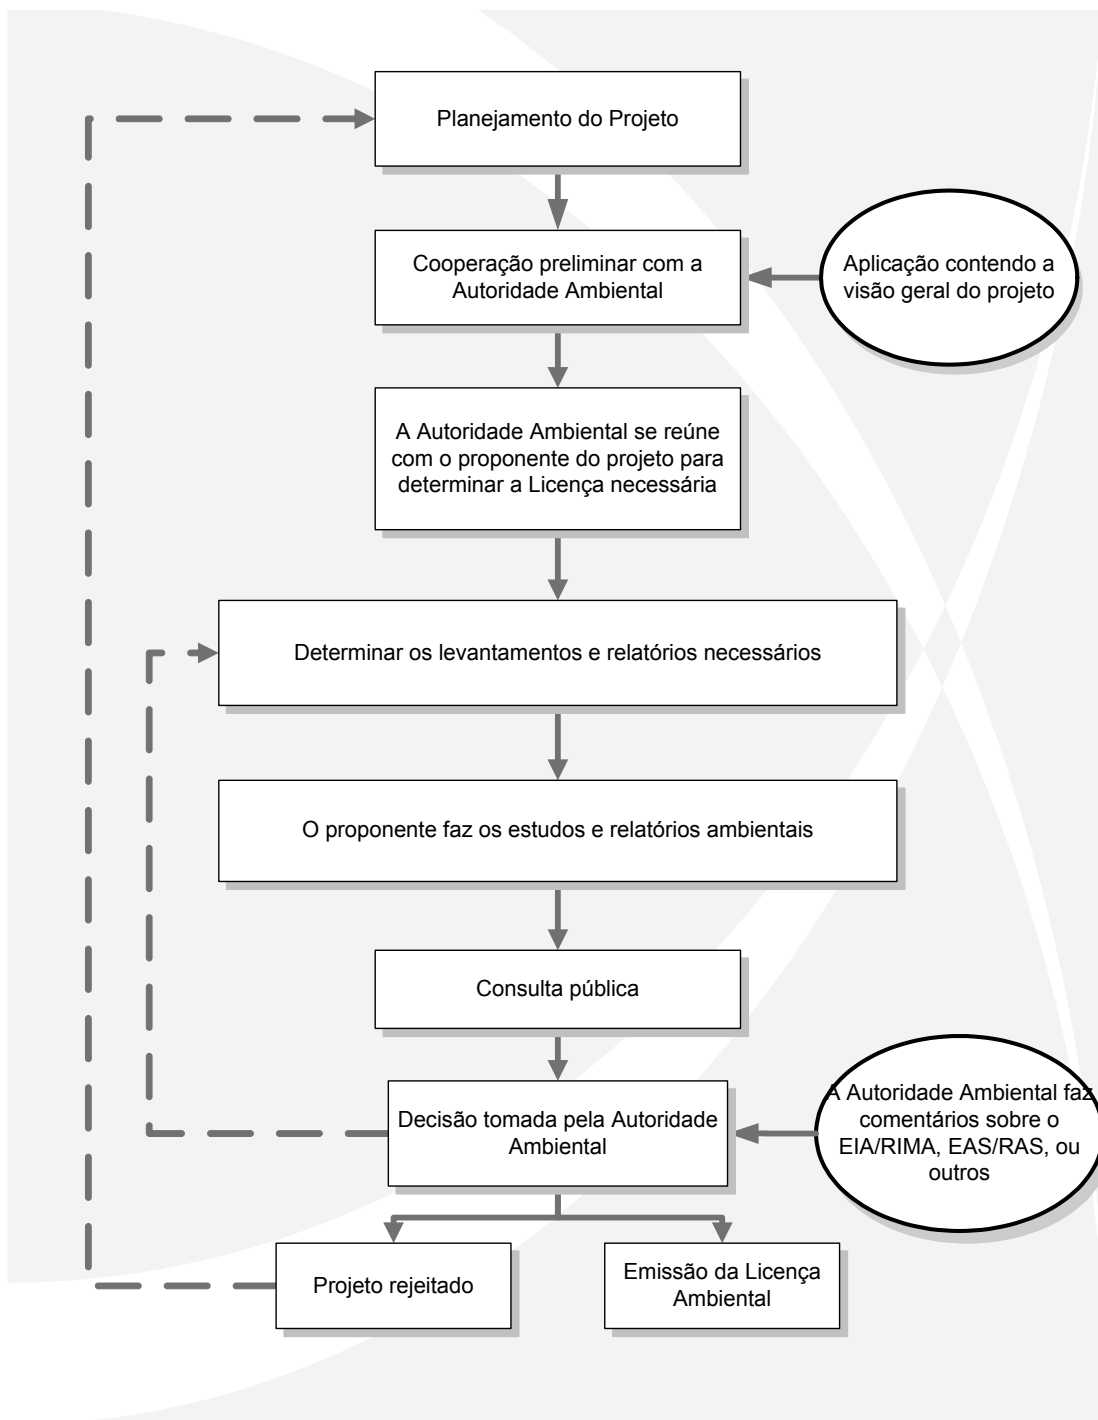 Planejamento do Projeto
Cooperação preliminar com a
Autoridade Ambiental
Aplicação contendo a
visão geral do projeto
A Autoridade Ambiental se reúne
com o proponente do projeto para
determinar a Licença necessária
Determinar os levantamentos e relatórios necessários
O proponente faz os estudos e relatórios ambientais
Consulta pública
Decisão tomada pela Autoridade
Ambiental
A Autoridade Ambiental faz
comentários sobre o
EIA/RIMA, EAS/RAS, ou
outros
Projeto rejeitado
Emissão da Licença
Ambiental